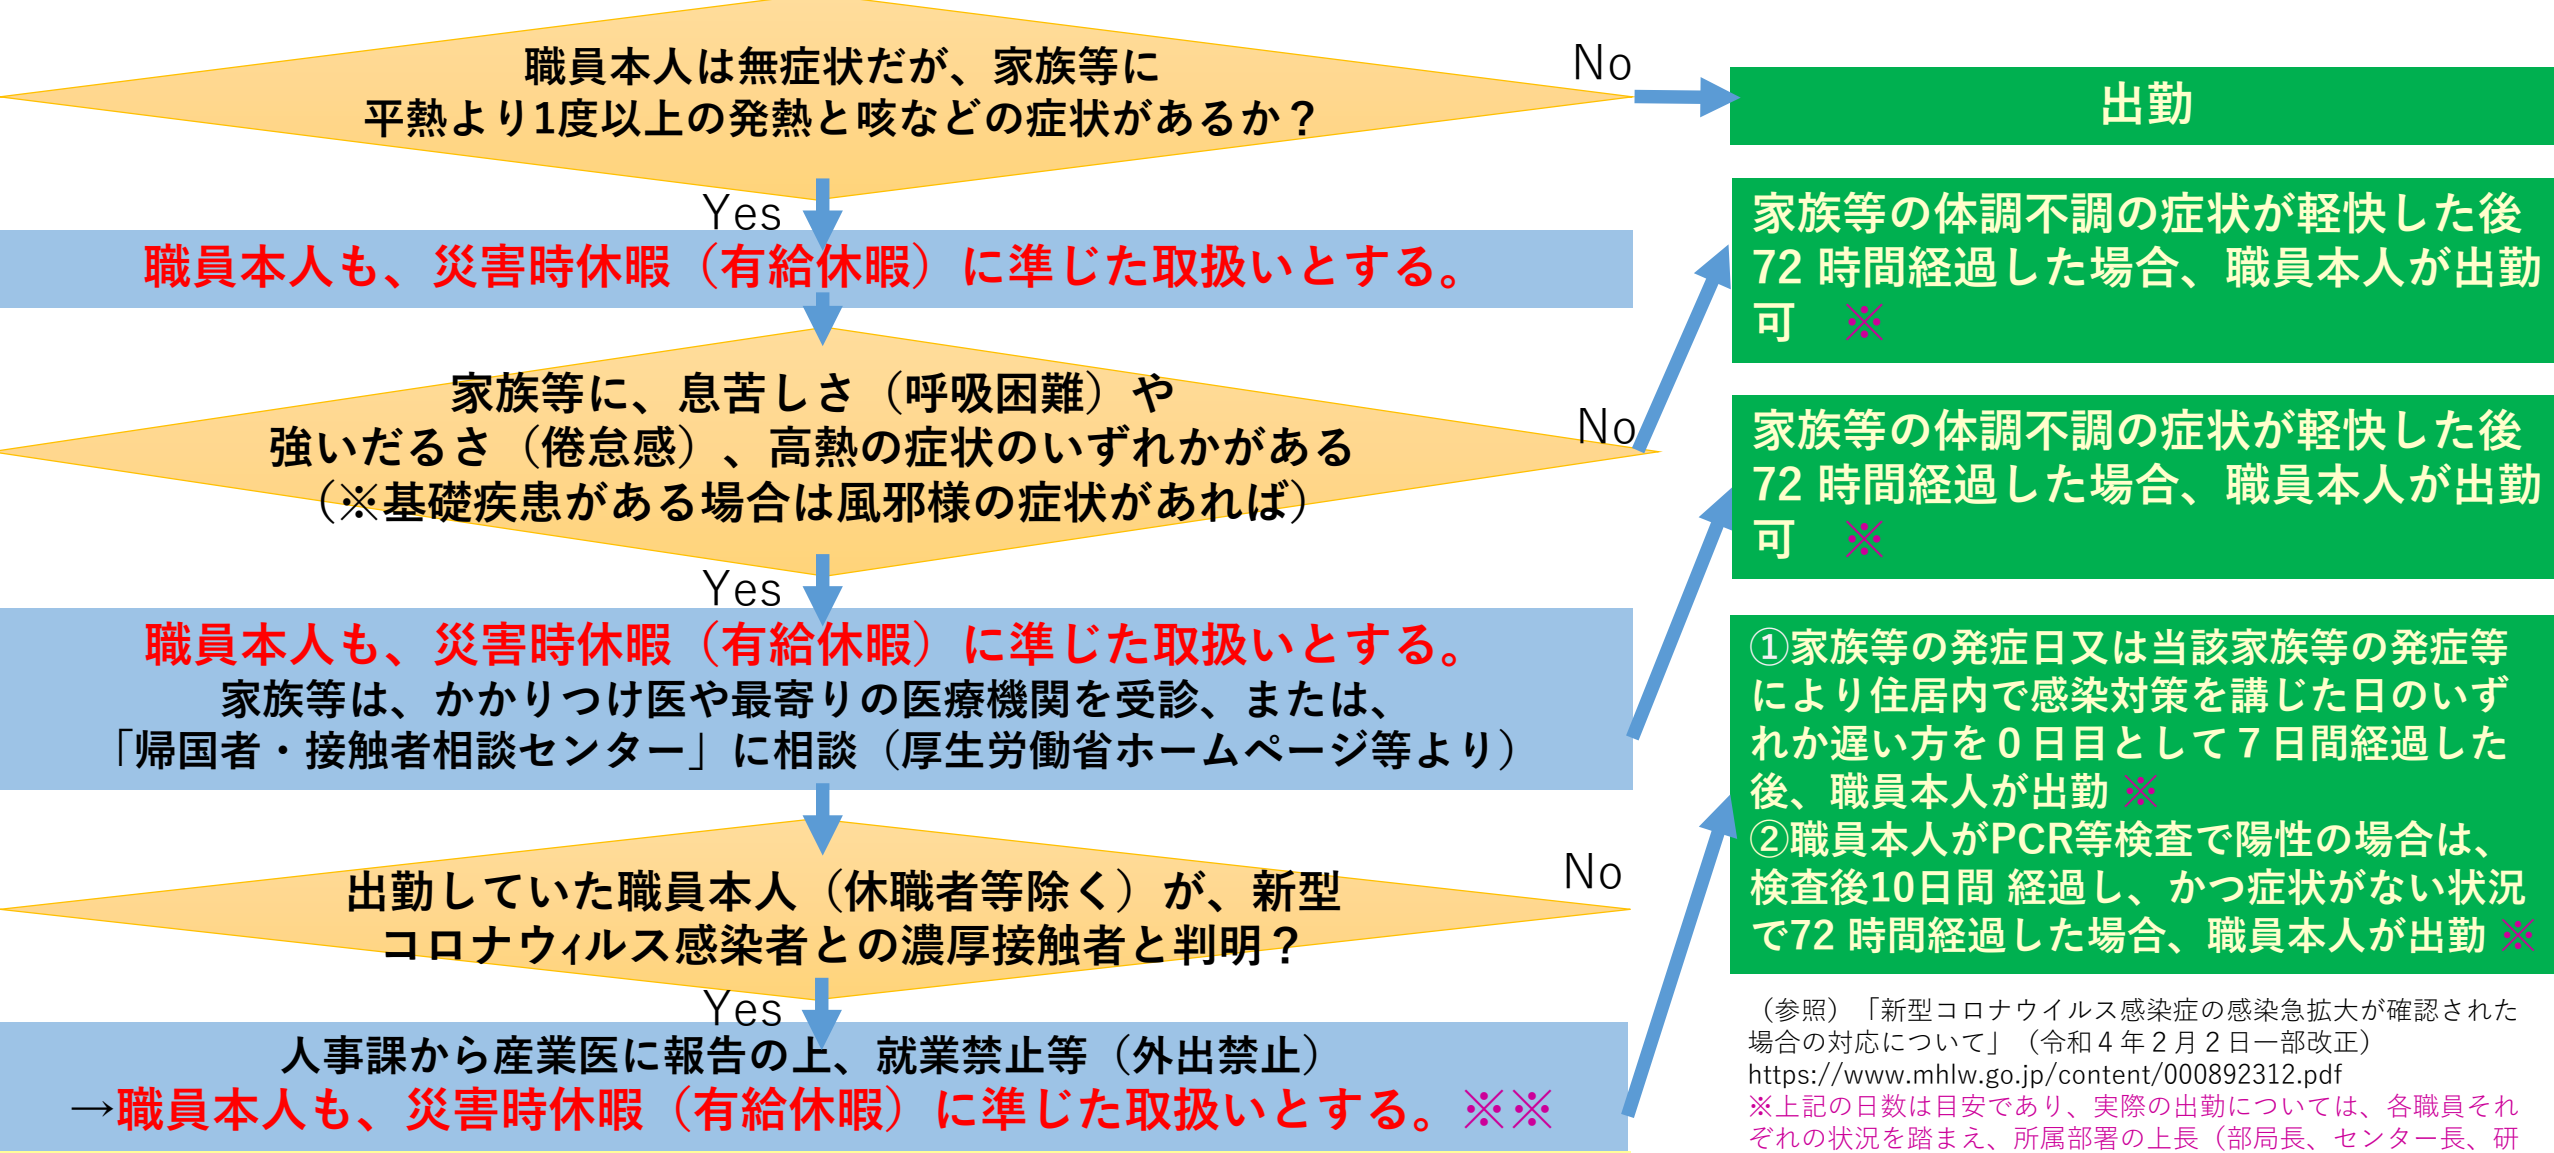 職員本人は無症状だが、家族等に
平熱より1度以上の発熱と咳などの症状があるか？
No
出勤
Yes
職員本人も、災害時休暇（有給休暇）に準じた取扱いとする。
家族等の体調不調の症状が軽快した後
72 時間経過した場合、職員本人が出勤
可　※
家族等に、息苦しさ（呼吸困難）や
強いだるさ（倦怠感）、高熱の症状のいずれかがある
（※基礎疾患がある場合は風邪様の症状があれば）
No
家族等の体調不調の症状が軽快した後
72 時間経過した場合、職員本人が出勤
可　※
Yes
職員本人も、災害時休暇（有給休暇）に準じた取扱いとする。
家族等は、かかりつけ医や最寄りの医療機関を受診、または、
「帰国者・接触者相談センター」に相談（厚生労働省ホームページ等より）
①家族等の発症日又は当該家族等の発症等
により住居内で感染対策を講じた日のいず
れか遅い方を０日目として７日間経過した
後、職員本人が出勤 ※
②職員本人がPCR等検査で陽性の場合は、
検査後10日間 経過し、かつ症状がない状況
で72 時間経過した場合、職員本人が出勤 ※
出勤していた職員本人（休職者等除く）が、新型
コロナウィルス感染者との濃厚接触者と判明？
No
Yes
人事課から産業医に報告の上、就業禁止等（外出禁止）
→職員本人も、災害時休暇（有給休暇）に準じた取扱いとする。※※
（参照）「新型コロナウイルス感染症の感染急拡大が確認された
場合の対応について」（令和４年２月２日一部改正）
https://www.mhlw.go.jp/content/000892312.pdf
※上記の日数は目安であり、実際の出勤については、各職員それ
ぞれの状況を踏まえ、所属部署の上長（部局長、センター長、研